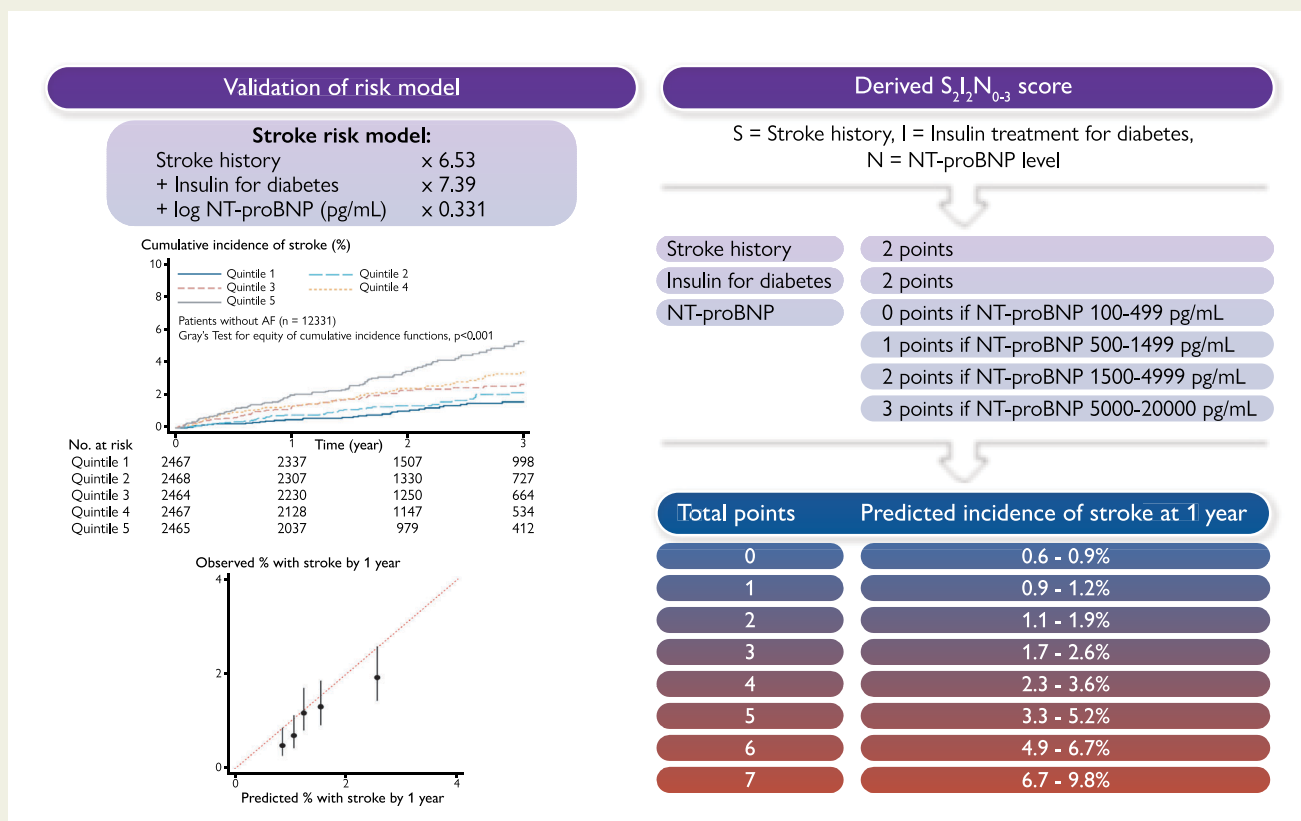 Validation of risk model
Stroke risk model:
Stroke history x 6.53
+ Insulin for diabetes x 7.39
+ log NT-proBNP (pg/mL) x 0.331
Cumulative incidence of stroke (%)
10
8
6
4
2
0
Quintile 1 Quintile 2
Quintile 3 Quintile 4
Quintile 5
Patients without AF (n = 12331)
Gray's Test for equity of cumulative incidence functions, p<0.001
0 1 2 3
No. at risk Time (year)
Quintile 1 2467 2337 1507 998
Quintile 2 2468 2307 1330 727
Quintile 3 2464 2230 1250 664
Quintile 4 2467 2128 1147 534
Quintile 5 2465 2037 979 412
Observed % with stroke by 1 year
4
2
0
0 2 4
Predicted % with stroke by 1 year
Derived S₂I₂N₀₋₃ score
S = Stroke history, I = Insulin treatment for diabetes,
N = NT-proBNP level
Stroke history 2 points
Insulin for diabetes 2 points
NT-proBNP 0 points if NT-proBNP 100-499 pg/mL
1 points if NT-proBNP 500-1499 pg/mL
2 points if NT-proBNP 1500-4999 pg/mL
3 points if NT-proBNP 5000-20000 pg/mL
Total points Predicted incidence of stroke at 1 year
0 0.6 - 0.9%
1 0.9 - 1.2%
2 1.1 - 1.9%
3 1.7 - 2.6%
4 2.3 - 3.6%
5 3.3 - 5.2%
6 4.9 - 6.7%
7 6.7 - 9.8%